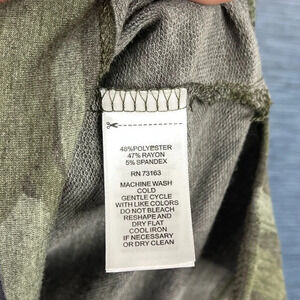 48%POLYESTER
47% RAYON
5% SPANDEX
RN 73163
MACHINE WASH
COLD
GENTLE CYCLE
WITH LIKE COLORS
DO NOT BLEACH
RESHAPE AND
DRY FLAT
COOL IRON
IF NECESSARY
OR DRY CLEAN